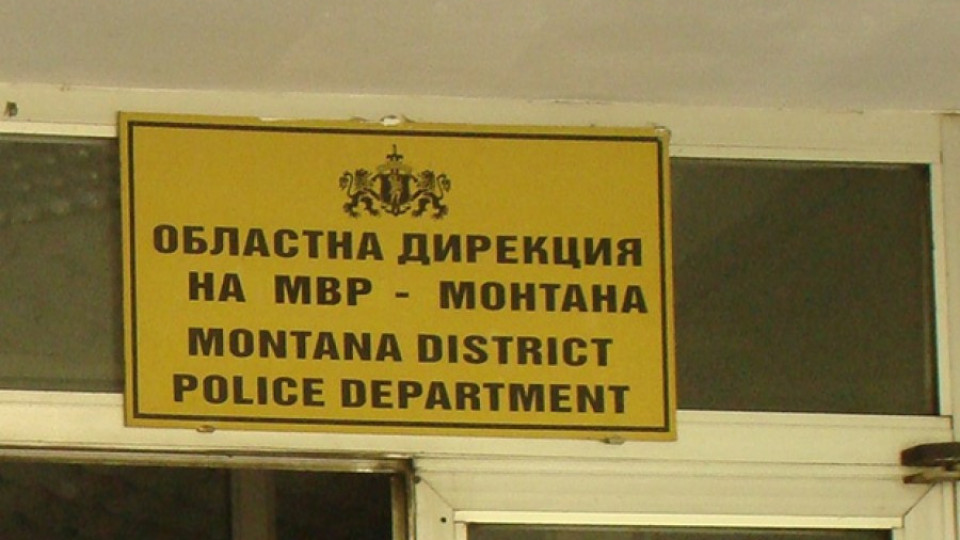 ОБЛАСТНА ДИРЕКЦИЯ
НА МВР - МОНТАНА
MONTANA DISTRICT
POLICE DEPARTMENT